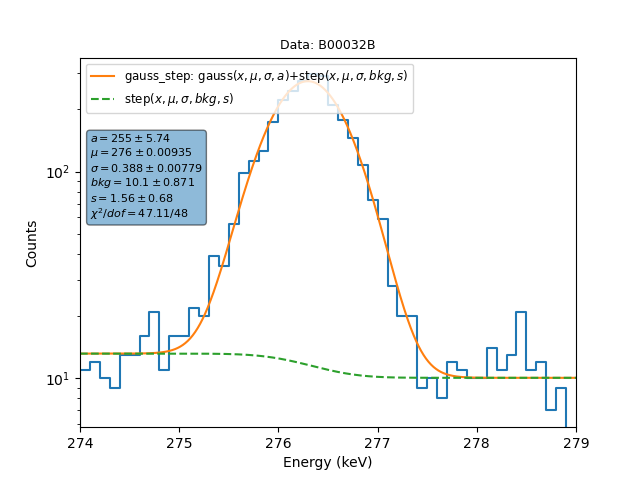 Data: B00032B
gauss_step: gauss(x, μ, σ, a)+step(x, μ, σ, bkg, s)
step(x, μ, σ, bkg, s)
a = 255 ± 5.74
μ = 276 ± 0.00935
σ = 0.388 ± 0.00779
bkg = 10.1 ± 0.871
s = 1.56 ± 0.68
χ²/dof = 47.11/48
10²
10¹
Counts
274 275 276 277 278 279
Energy (keV)